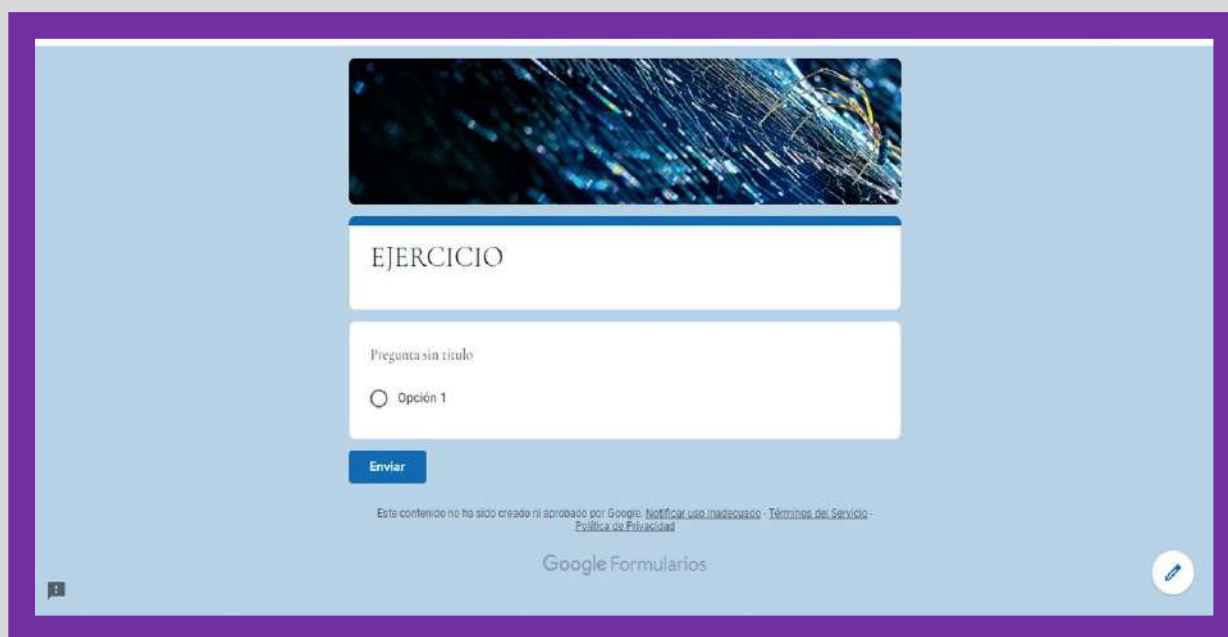 EJERCICIO
Pregunta sin título
Opción 1
Enviar
Este contenido no ha sido creado ni aprobado por Google. Notificar uso inadecuado - Términos del Servicio -
Política de Privacidad
Google Formularios